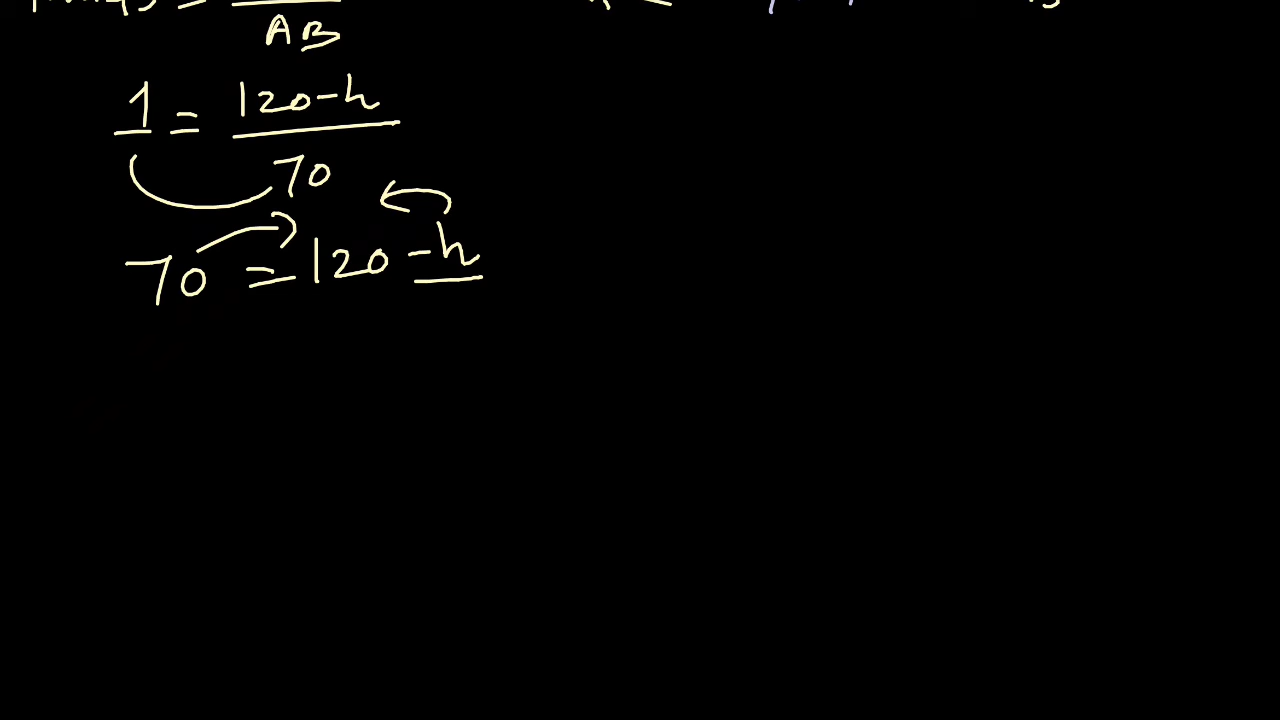 AB
1 = 120-h
70
70 = 120 -h